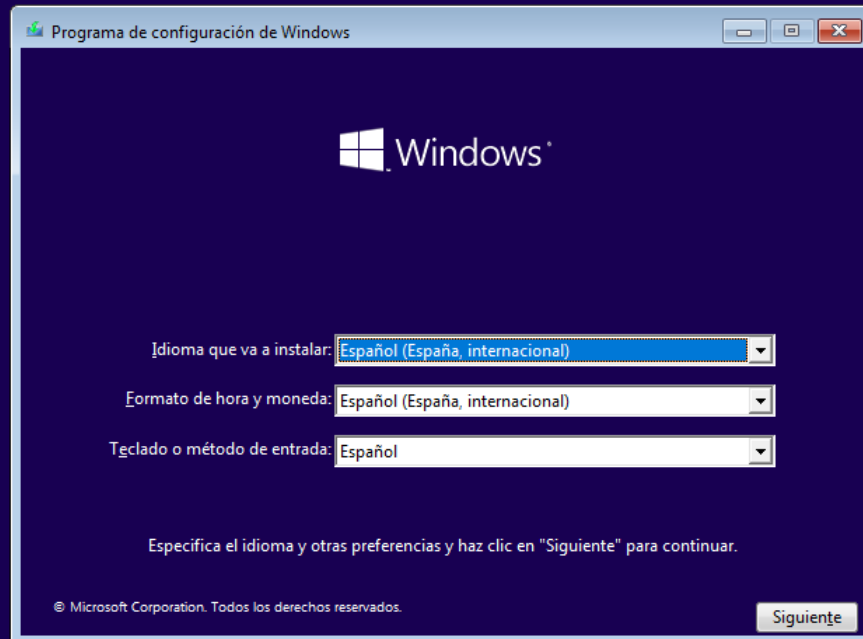 Programa de configuración de Windows
Windows
Idioma que va a instalar: Español (España, internacional)
Formato de hora y moneda: Español (España, internacional)
Teclado o método de entrada: Español
Especifica el idioma y otras preferencias y haz clic en "Siguiente" para continuar.
© Microsoft Corporation. Todos los derechos reservados.
Siguiente